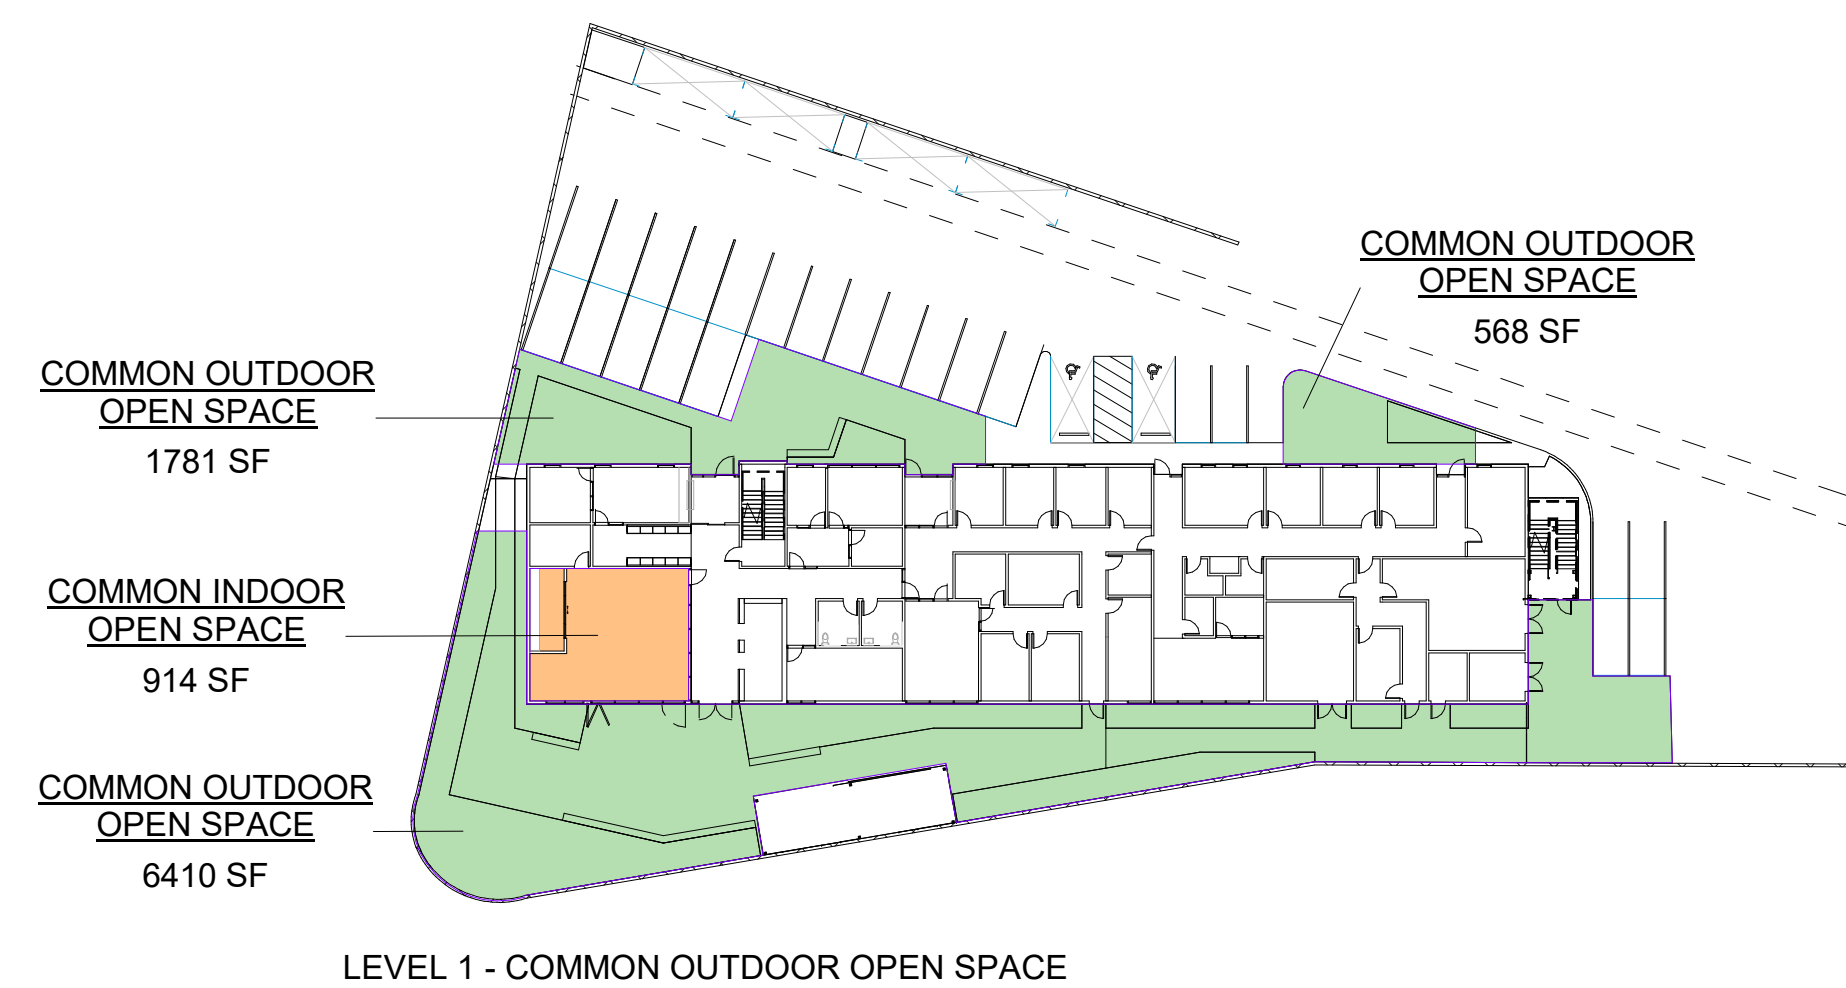 COMMON OUTDOOR
OPEN SPACE
568 SF
COMMON OUTDOOR
OPEN SPACE
1781 SF
COMMON INDOOR
OPEN SPACE
914 SF
COMMON OUTDOOR
OPEN SPACE
6410 SF
LEVEL 1 - COMMON OUTDOOR OPEN SPACE